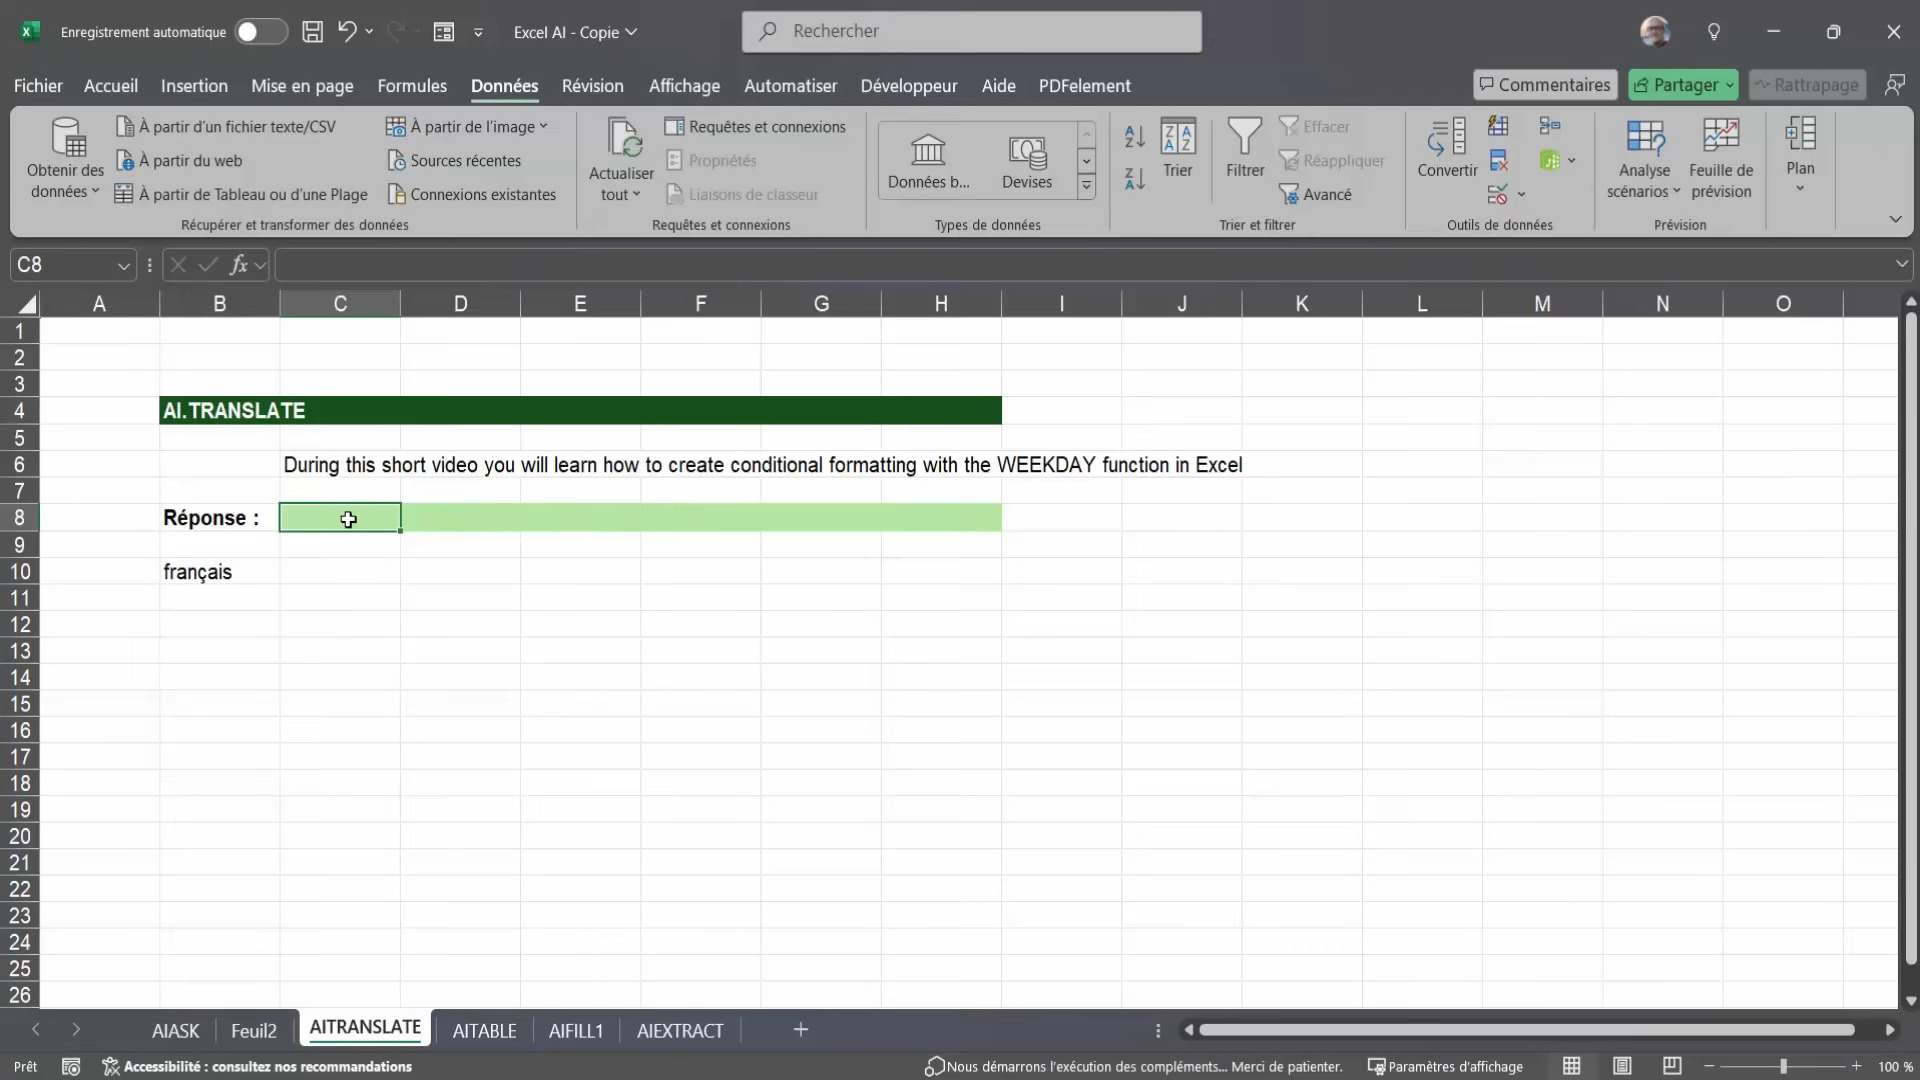 Enregistrement automatique
Excel AI - Copie
Rechercher
Fichier Accueil Insertion Mise en page Formules Données Révision Affichage Automatiser Développeur Aide PDFelement
Commentaires Partager Rattrapage
Obtenir des données
À partir d'un fichier texte/CSV
À partir du web
À partir de Tableau ou d'une Plage
À partir de l'image
Sources récentes
Connexions existantes
Récupérer et transformer des données
Actualiser tout
Requêtes et connexions
Propriétés
Liaisons de classeur
Requêtes et connexions
Données b... Devises
Types de données
Trier
Filtrer
Effacer
Réappliquer
Avancé
Trier et filtrer
Convertir
Outils de données
Analyse scénarios
Feuille de prévision
Prévision
Plan
C8
fx
A B C D E F G H I J K L M N O
1
2
3
4 AI.TRANSLATE
5
6 During this short video you will learn how to create conditional formatting with the WEEKDAY function in Excel
7
8 Réponse :
9
10 français
11
12
13
14
15
16
17
18
19
20
21
22
23
24
25
26
AIASK Feuil2 AITRANSLATE AITABLE AIFILL1 AIEXTRACT
Prêt Accessibilité : consultez nos recommandations Nous démarrons l'exécution des compléments... Merci de patienter. Paramètres d'affichage 100 %